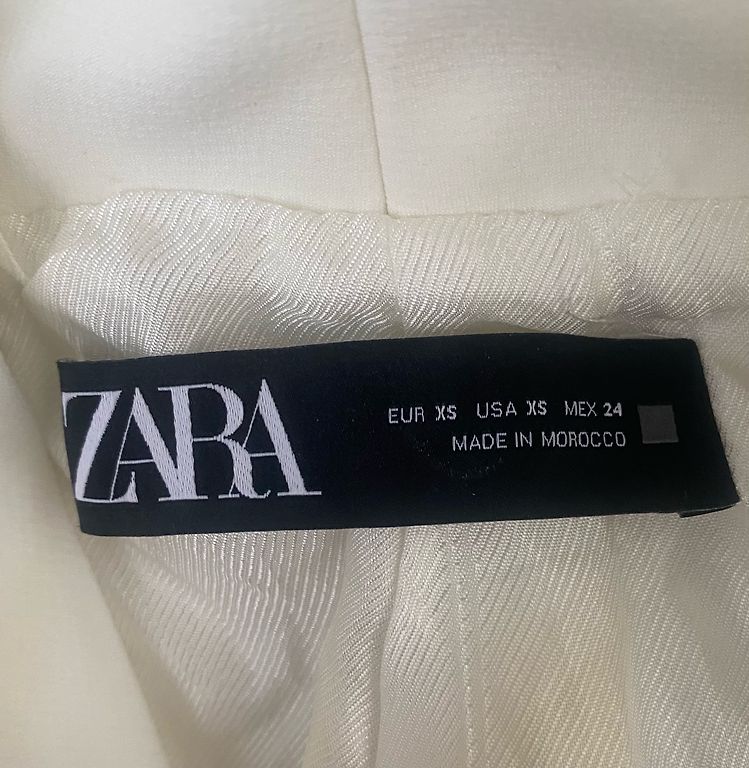 ZARA
EUR XS USA XS MEX 24
MADE IN MOROCCO